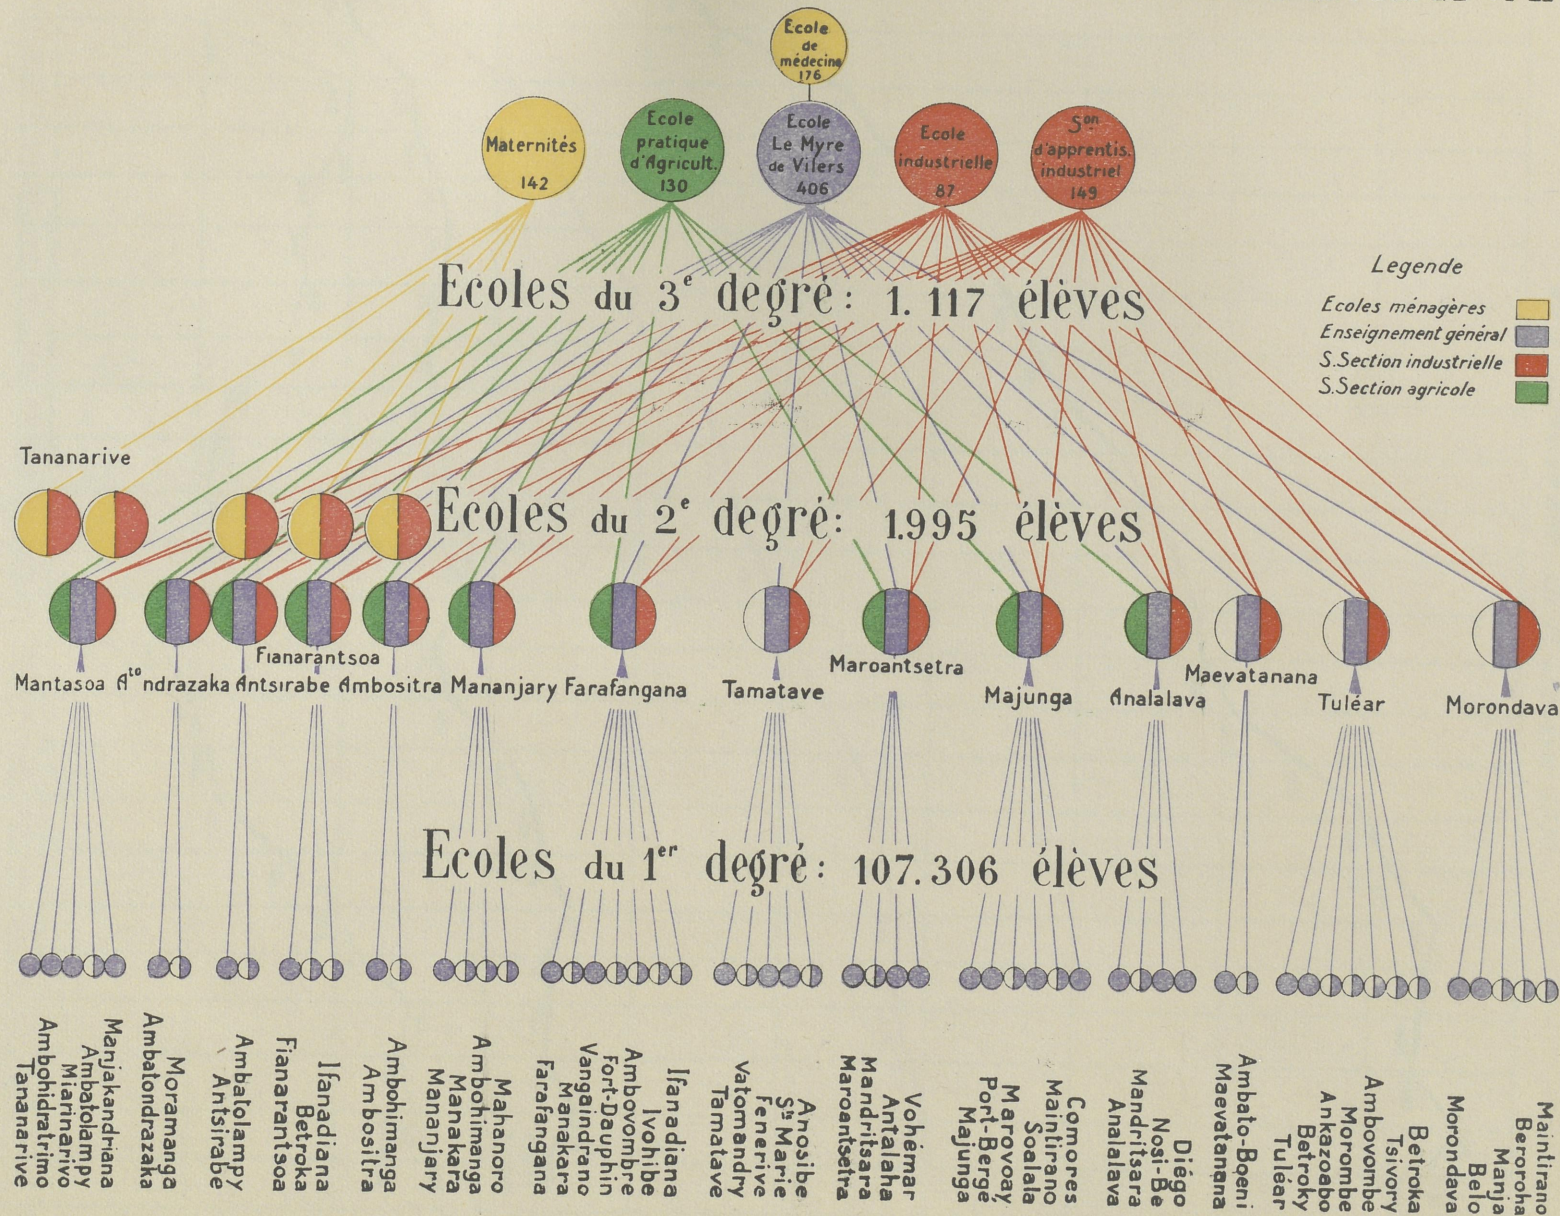 Ecole
de
médecine
176
Maternités
142
Ecole
pratique
d'Agricult.
130
Ecole
Le Myre
de Vilers
406
Ecole
industrielle
87
Son
d'apprentis.
industriel
149
Ecoles du 3e degré: 1.117 élèves
Legende
Ecoles ménagères
Enseignement général
S.Section industrielle
S.Section agricole
Tananarive
Ecoles du 2e degré: 1.995 élèves
Mantasoa
Atondrazaka
Antsirabe
Fianarantsoa
Ambositra
Mananjary
Farafangana
Tamatave
Maroantsetra
Majunga
Analalava
Maevatanana
Tuléar
Morondava
Ecoles du 1er degré: 107.306 élèves
Tananarive
Ambohidratrimo
Miarinarivo
Ambatolampy
Manjakandriana
Ambatondrazaka
Moramanga
Antsirabe
Ambatolampy
Fianarantsoa
Betroka
Ifanadiana
Ambositra
Ambohimanga
Mananjary
Manakara
Ambohimanga
Mahanoro
Farafangana
Manakara
Vangaindrano
Fort-Dauphin
Ambovombre
Ivohibe
Ifanadiana
Tamatave
Vatomandry
Fenerive
Ste Marie
Anosibe
Maroantsetra
Mandritsara
Antalaha
Vohémar
Majunga
Port-Bergé
Marovoay
Soalala
Maintirano
Comores
Analalava
Mandritsara
Nosi-Bé
Diégo
Maevatanana
Ambato-Boeni
Tuléar
Betroky
Ankazoabo
Morombe
Ambovombe
Tsivory
Betroka
Morondava
Belo
Manja
Beroroha
Maintirano